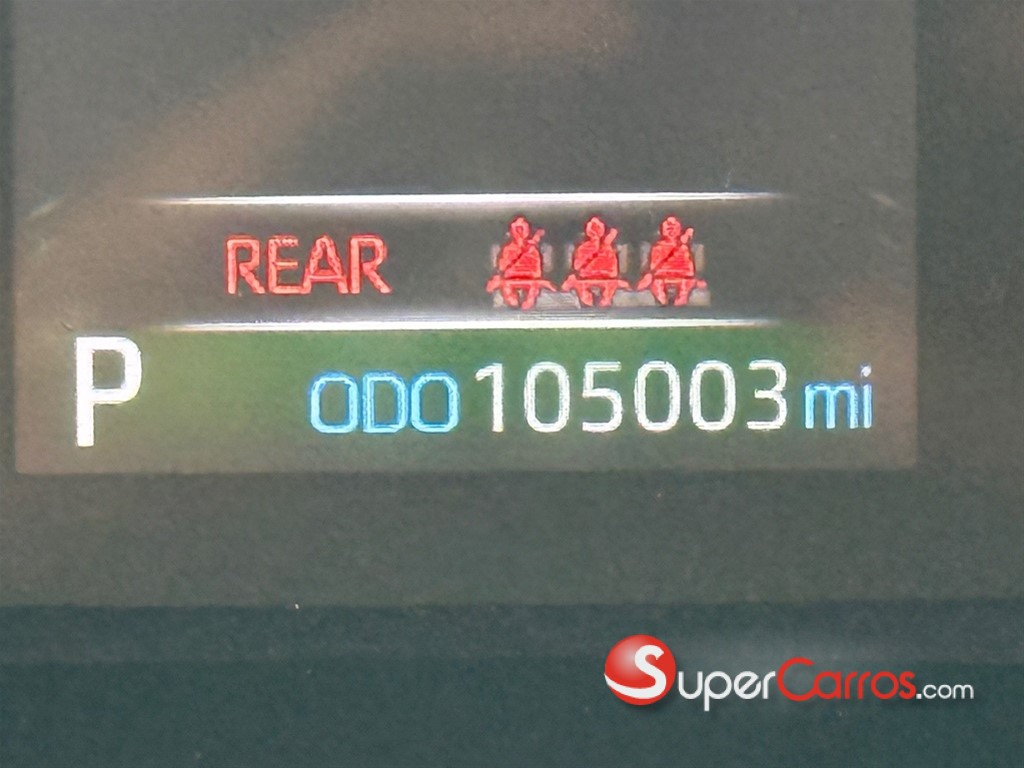 REAR
P ODO 105003 mi
SuperCarros.com